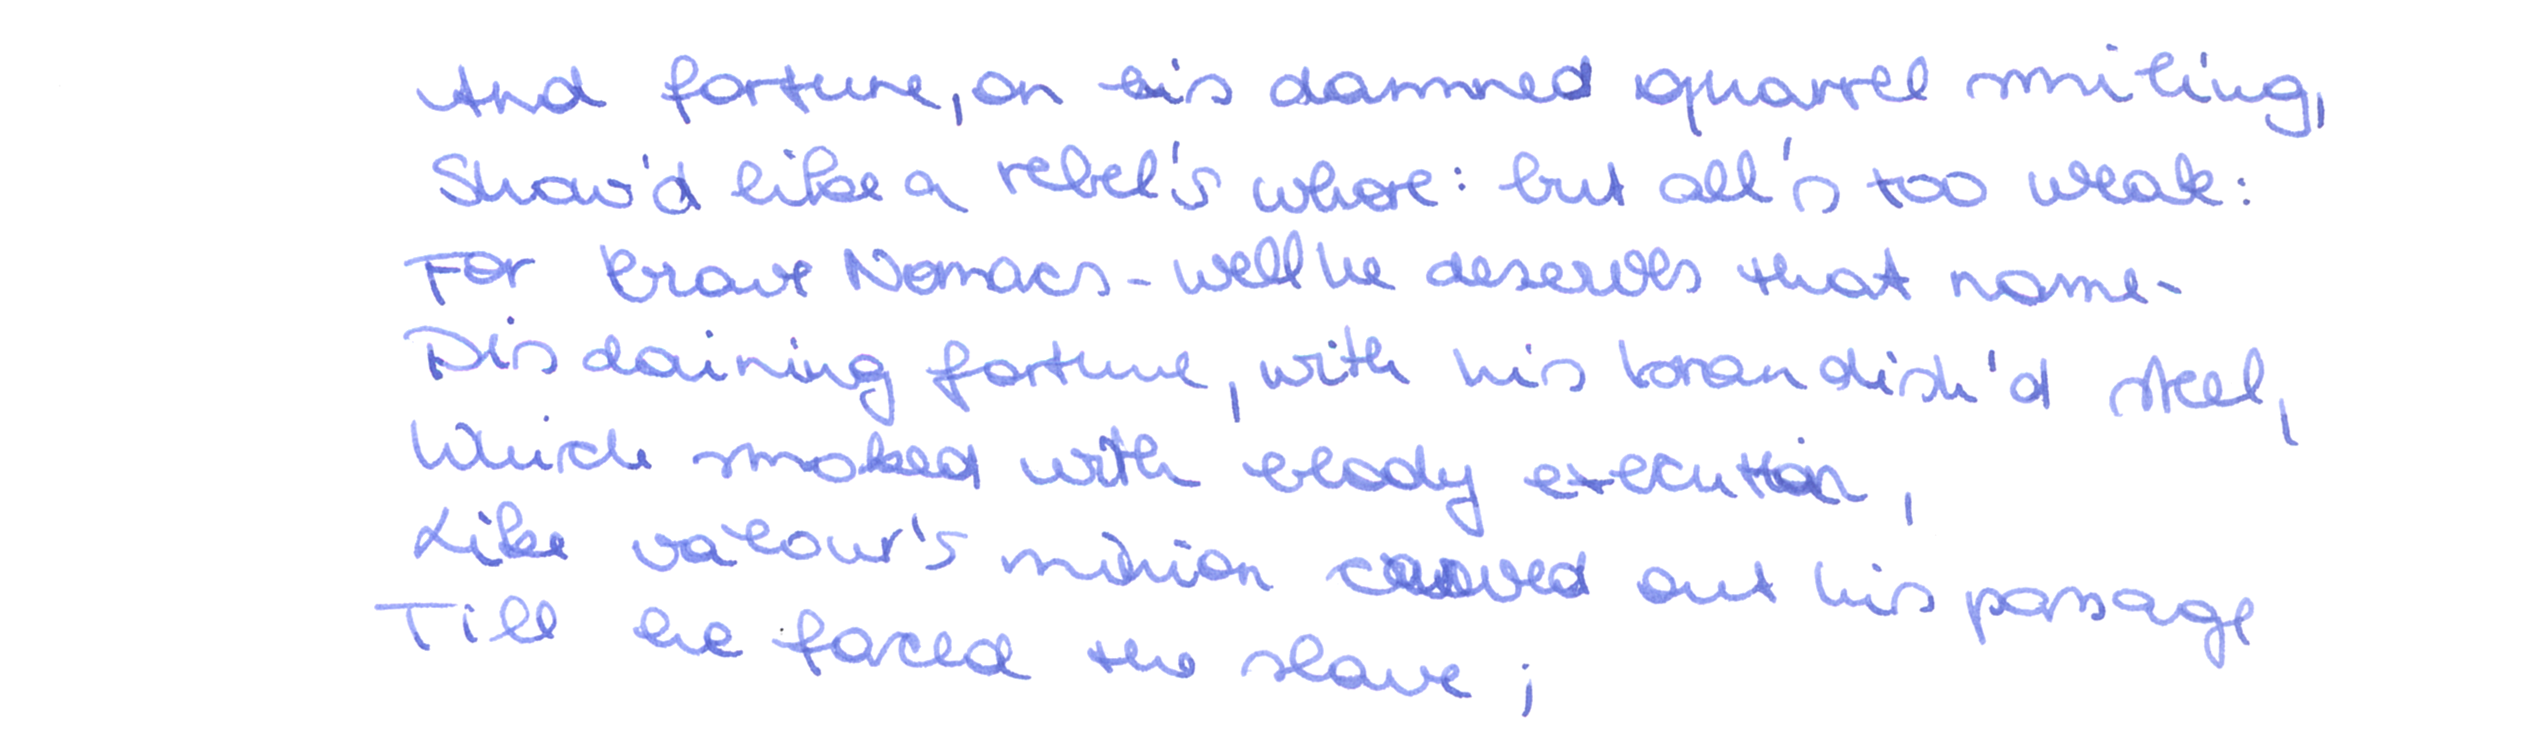 And fortune, on his damned quarrel smiling,
Show'd like a rebel's whore: but all's too weak:
For brave Nomacs - well he deserves that name -
Disdaining fortune, with his brandish'd steel,
Which smoked with bloody execution,
Like valour's minion carved out his passage
Till he faced the slave;